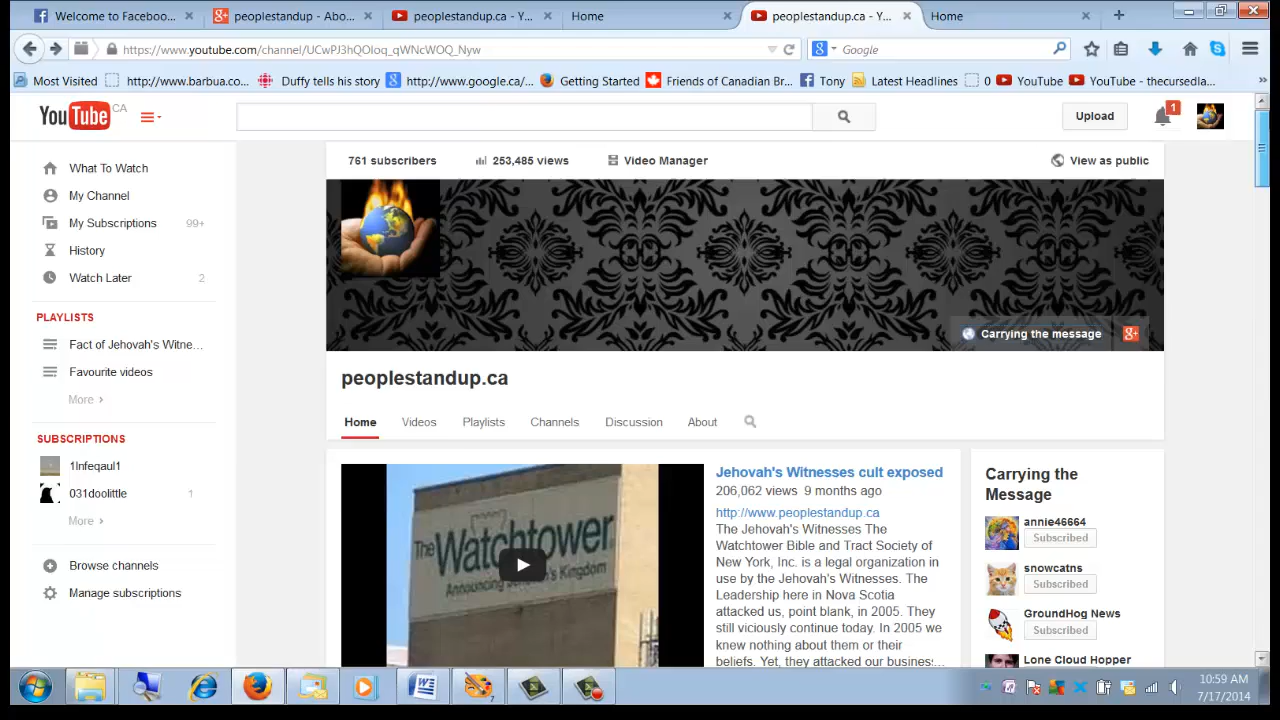 Welcome to Faceboo...
peoplestandup - Abo...
peoplestandup.ca - Y...
Home
peoplestandup.ca - Y...
Home
https://www.youtube.com/channel/UCwPJ3hQOloq_qWNcWOQ_Nyw
Google
Most Visited
http://www.barbua.co...
Duffy tells his story
http://www.google.ca/...
Getting Started
Friends of Canadian Br...
Tony
Latest Headlines
0
YouTube
YouTube - thecursedla...
YouTube CA
Upload
1
761 subscribers
253,485 views
Video Manager
View as public
What To Watch
My Channel
My Subscriptions 99+
History
Watch Later 2
PLAYLISTS
Fact of Jehovah's Witne...
Favourite videos
More ›
SUBSCRIPTIONS
1Infeqaul1
031doolittle 1
More ›
Browse channels
Manage subscriptions
Carrying the message
peoplestandup.ca
Home Videos Playlists Channels Discussion About
The Watchtower
Announcing Jehovah's Kingdom
Jehovah's Witnesses cult exposed
206,062 views 9 months ago
http://www.peoplestandup.ca
The Jehovah's Witnesses The
Watchtower Bible and Tract Society of
New York, Inc. is a legal organization in
use by the Jehovah's Witnesses. The
Leadership here in Nova Scotia
attacked us, point blank, in 2005. They
still viciously continue today. In 2005 we
knew nothing about them or their
beliefs. Yet, they attacked our business...
Carrying the
Message
annie46664
Subscribed
snowcatns
Subscribed
GroundHog News
Subscribed
Lone Cloud Hopper
10:59 AM
7/17/2014